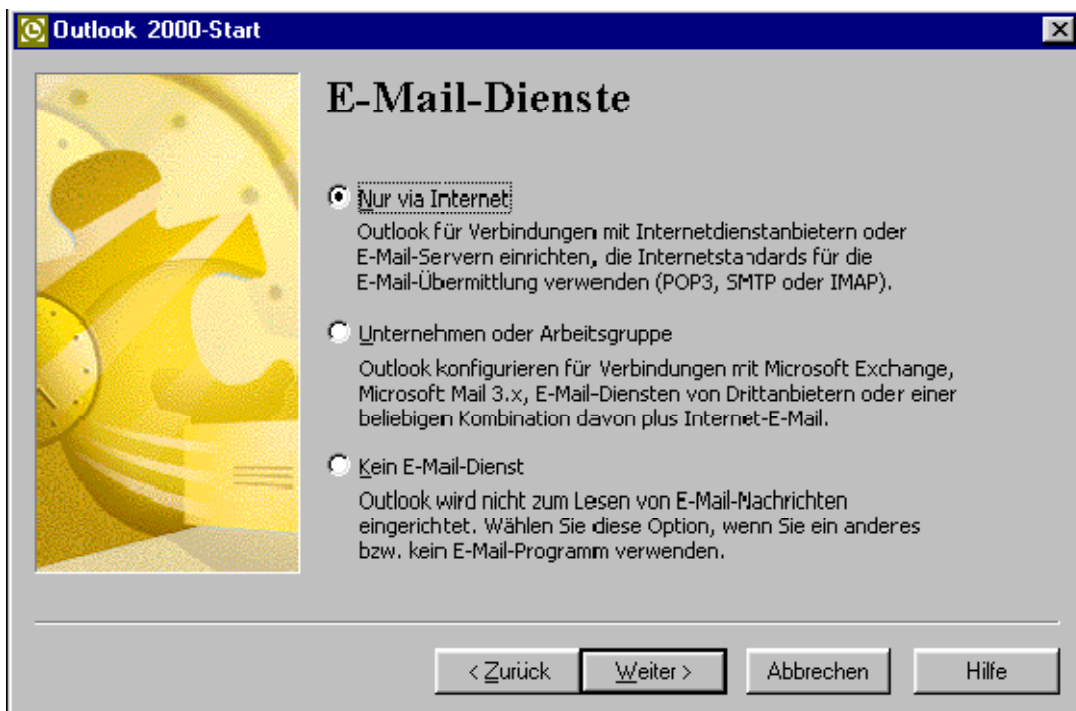 Outlook 2000-Start
E-Mail-Dienste
Nur via Internet
Outlook für Verbindungen mit Internetdienstanbietern oder
E-Mail-Servern einrichten, die Internetstandards für die
E-Mail-Übermittlung verwenden (POP3, SMTP oder IMAP).
Unternehmen oder Arbeitsgruppe
Outlook konfigurieren für Verbindungen mit Microsoft Exchange,
Microsoft Mail 3.x, E-Mail-Diensten von Drittanbietern oder einer
beliebigen Kombination davon plus Internet-E-Mail.
Kein E-Mail-Dienst
Outlook wird nicht zum Lesen von E-Mail-Nachrichten
eingerichtet. Wählen Sie diese Option, wenn Sie ein anderes
bzw. kein E-Mail-Programm verwenden.
< Zurück Weiter > Abbrechen Hilfe